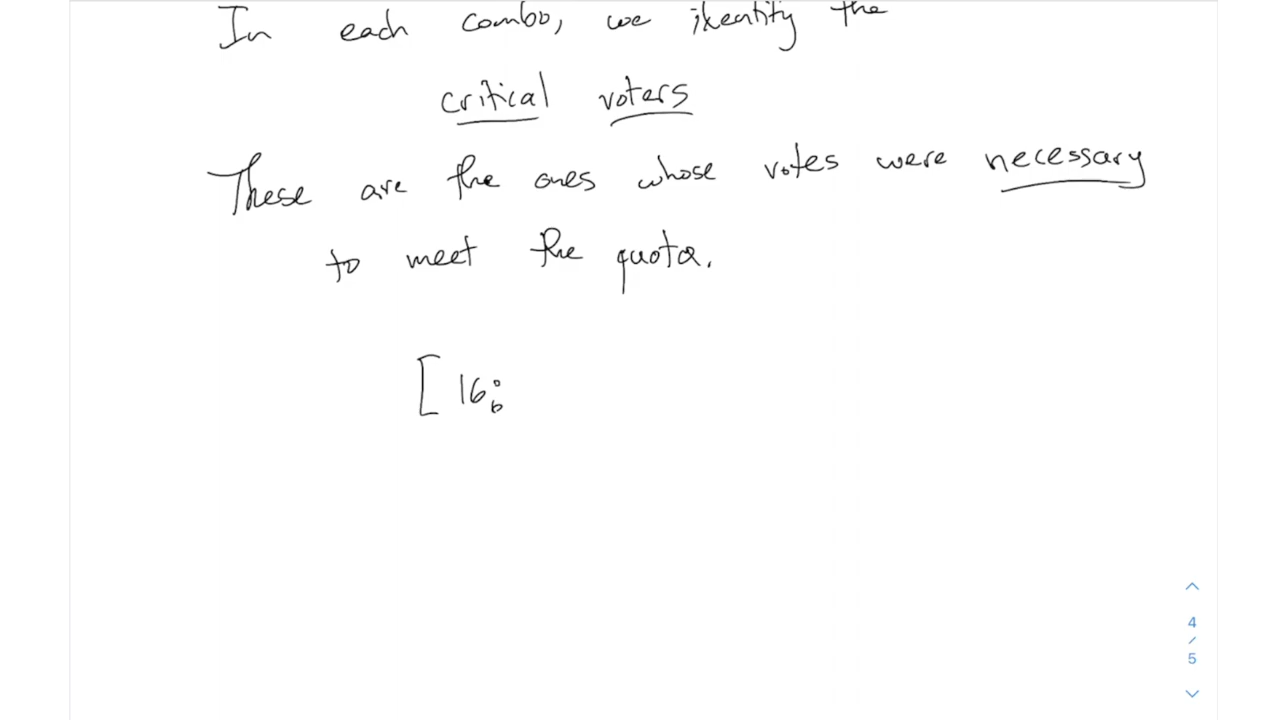 In each combo, we identity the
critical voters
These are the ones whose votes were necessary
to meet the quota.
[ 16:
4
/
5